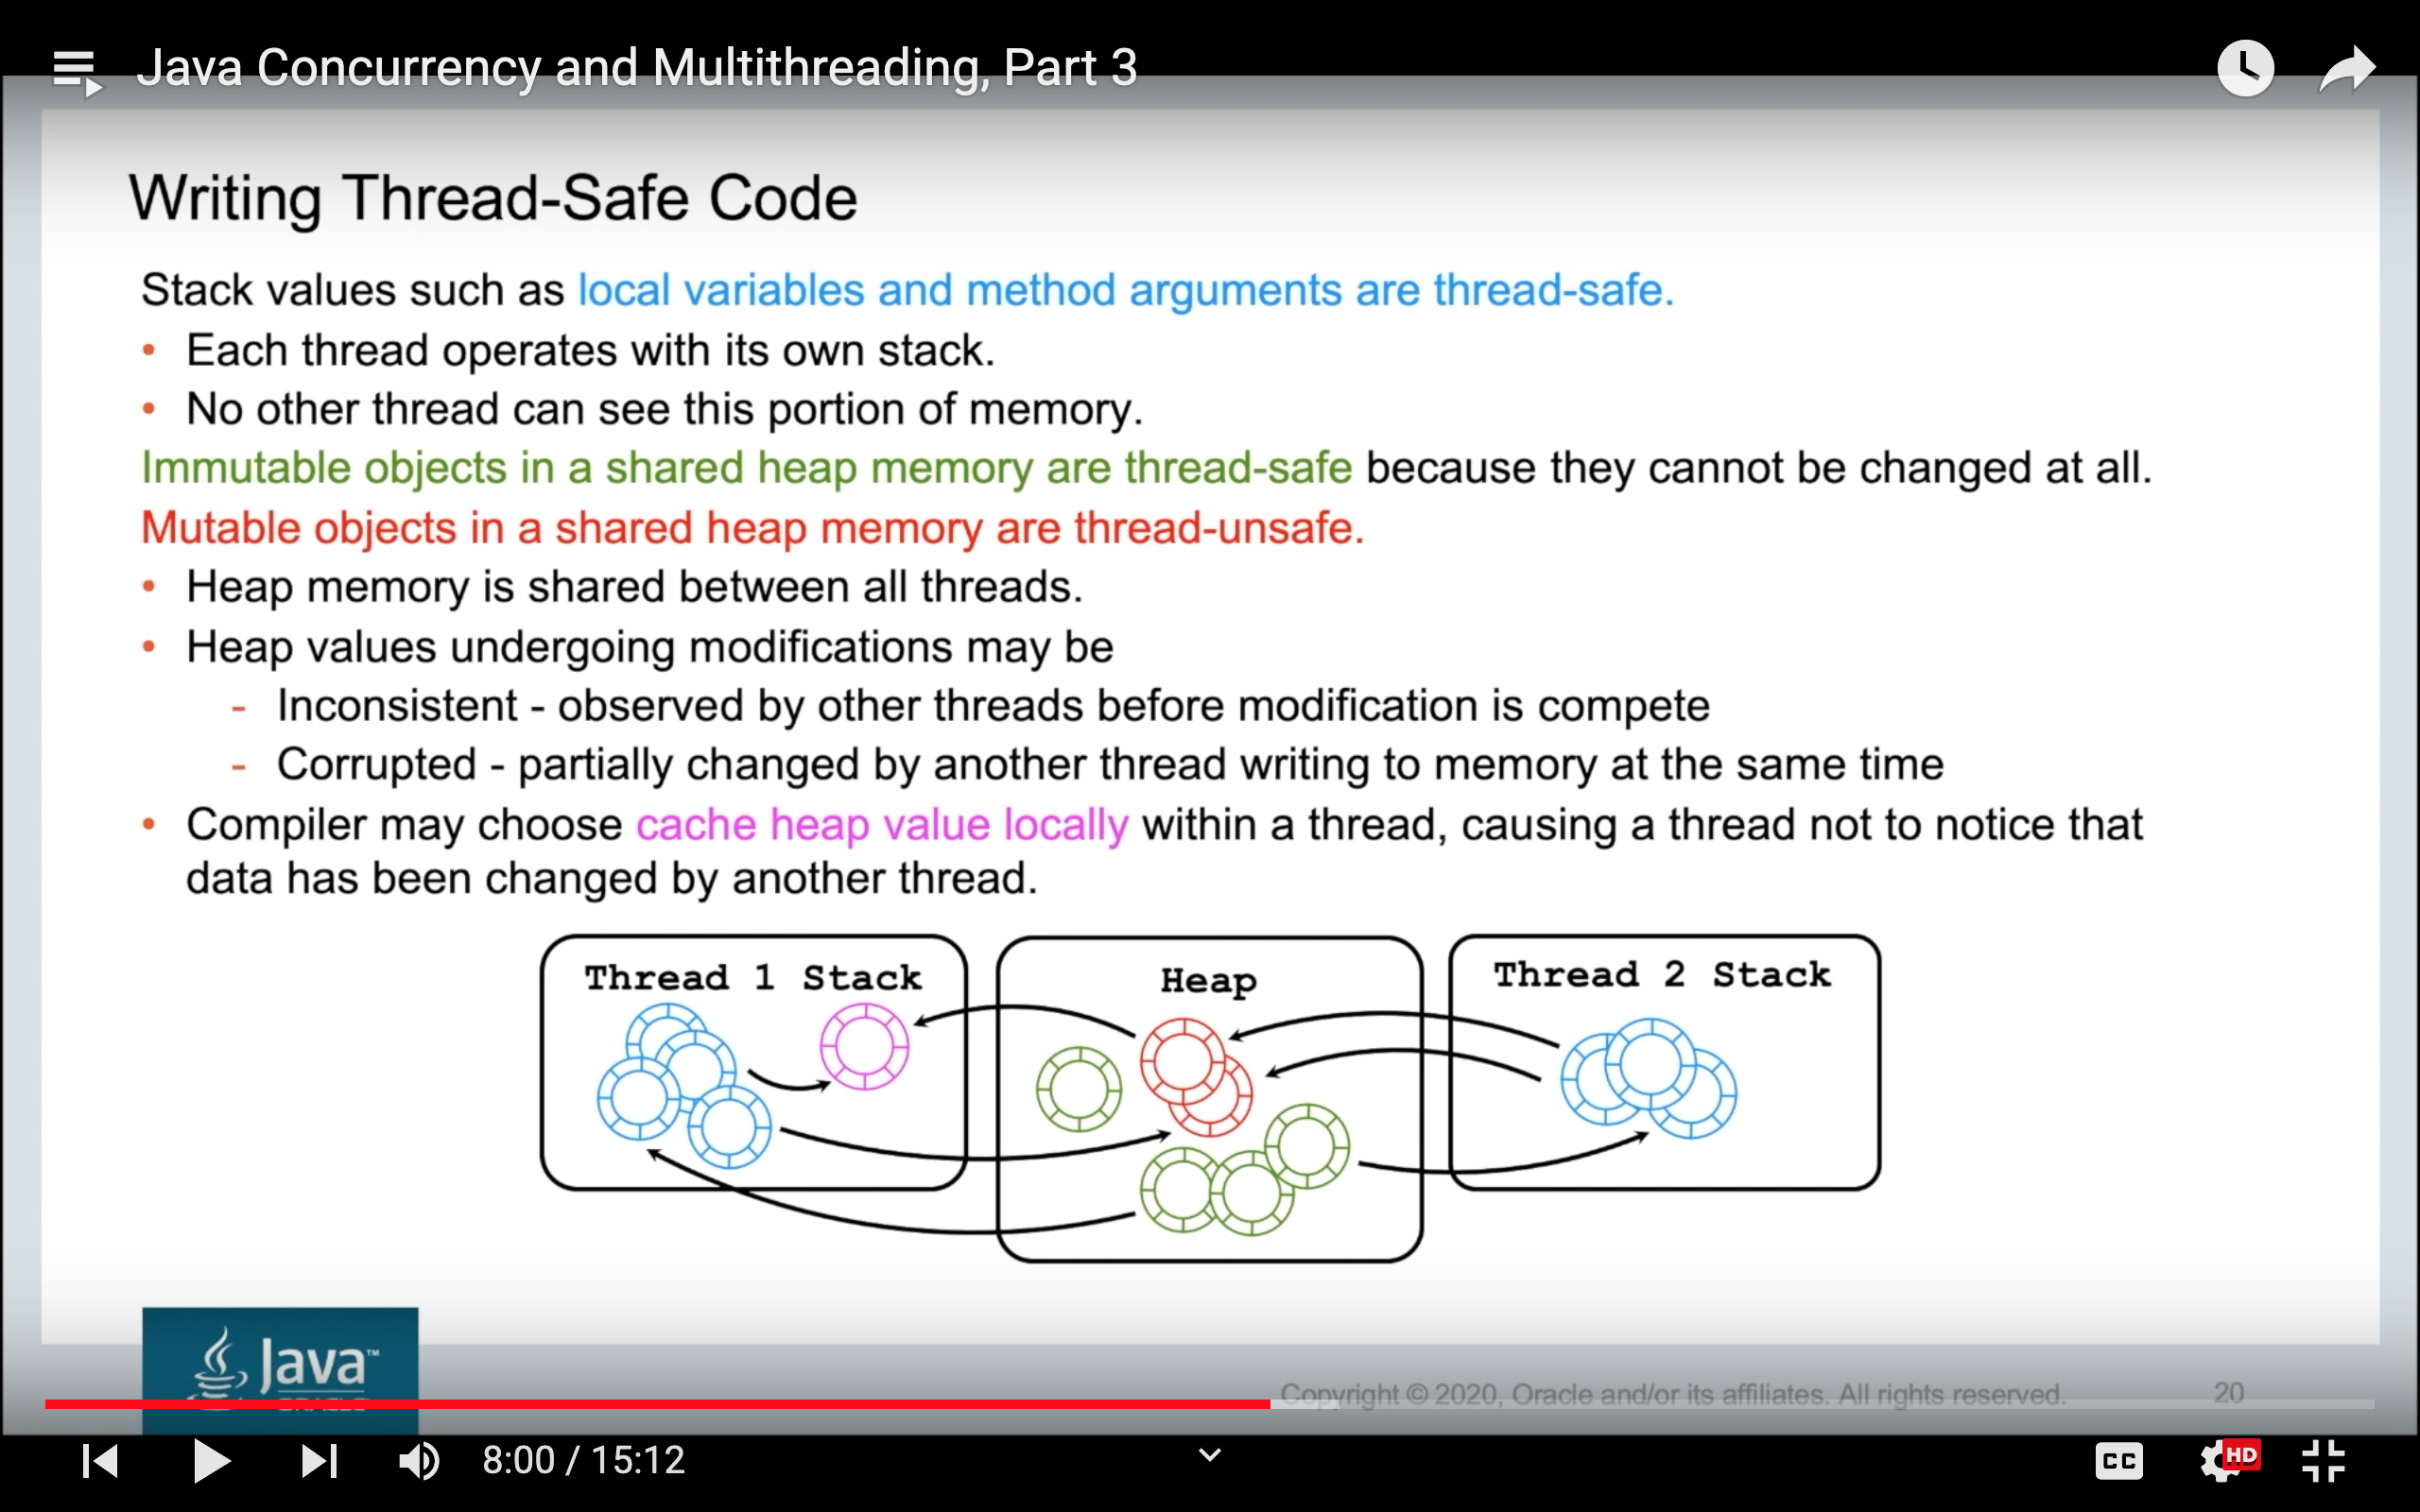 Java Concurrency and Multithreading, Part 3
Writing Thread-Safe Code
Stack values such as local variables and method arguments are thread-safe.
• Each thread operates with its own stack.
• No other thread can see this portion of memory.
Immutable objects in a shared heap memory are thread-safe because they cannot be changed at all.
Mutable objects in a shared heap memory are thread-unsafe.
• Heap memory is shared between all threads.
• Heap values undergoing modifications may be
- Inconsistent - observed by other threads before modification is compete
- Corrupted - partially changed by another thread writing to memory at the same time
• Compiler may choose cache heap value locally within a thread, causing a thread not to notice that
data has been changed by another thread.
Thread 1 Stack
Heap
Thread 2 Stack
Java™
Copyright © 2020, Oracle and/or its affiliates. All rights reserved.
20
8:00 / 15:12
CC
HD